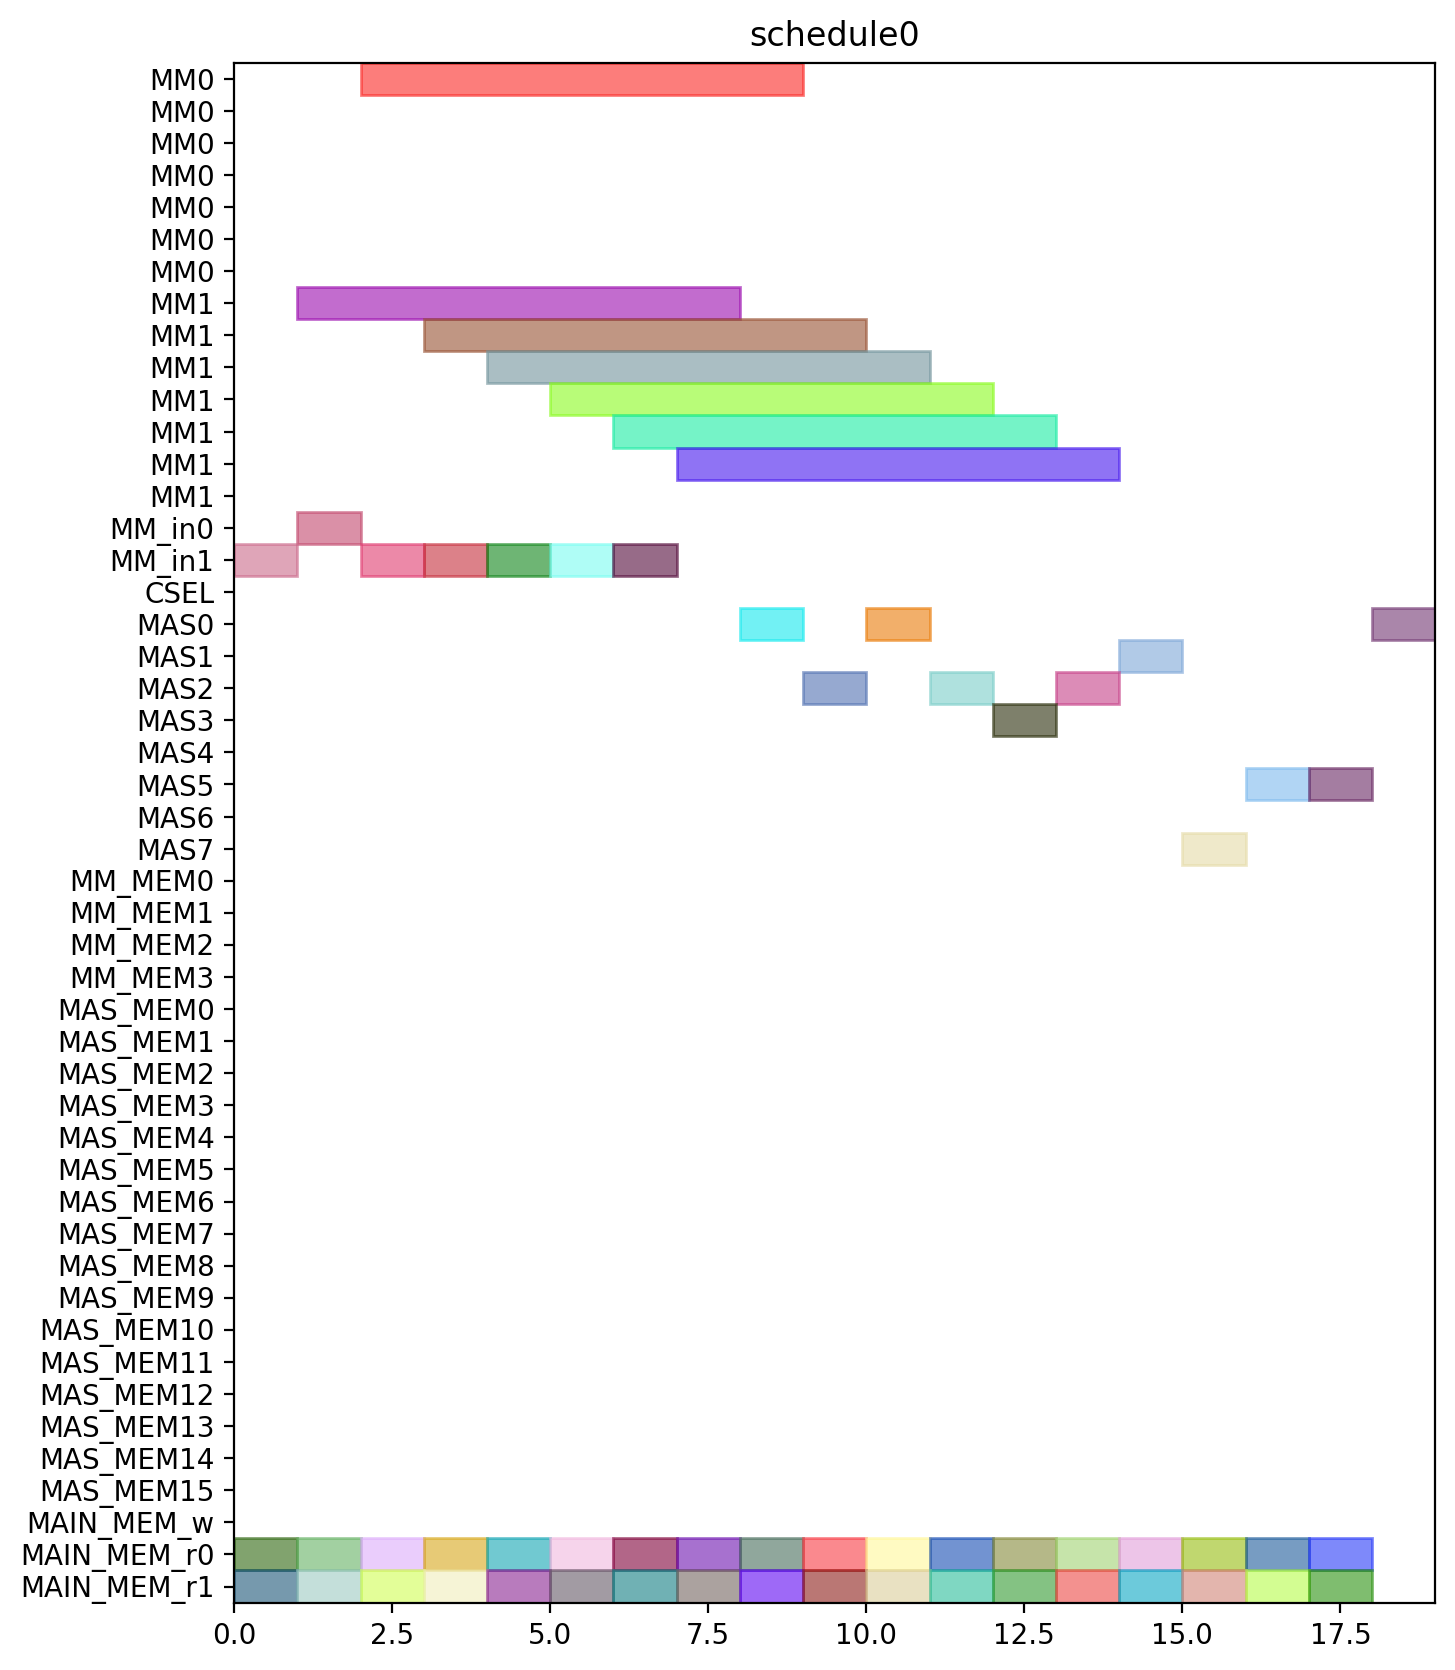 schedule0
MM0
MM0
MM0
MM0
MM0
MM0
MM0
MM1
MM1
MM1
MM1
MM1
MM1
MM1
MM_in0
MM_in1
CSEL
MAS0
MAS1
MAS2
MAS3
MAS4
MAS5
MAS6
MAS7
MM_MEM0
MM_MEM1
MM_MEM2
MM_MEM3
MAS_MEM0
MAS_MEM1
MAS_MEM2
MAS_MEM3
MAS_MEM4
MAS_MEM5
MAS_MEM6
MAS_MEM7
MAS_MEM8
MAS_MEM9
MAS_MEM10
MAS_MEM11
MAS_MEM12
MAS_MEM13
MAS_MEM14
MAS_MEM15
MAIN_MEM_w
MAIN_MEM_r0
MAIN_MEM_r1
0.0 2.5 5.0 7.5 10.0 12.5 15.0 17.5